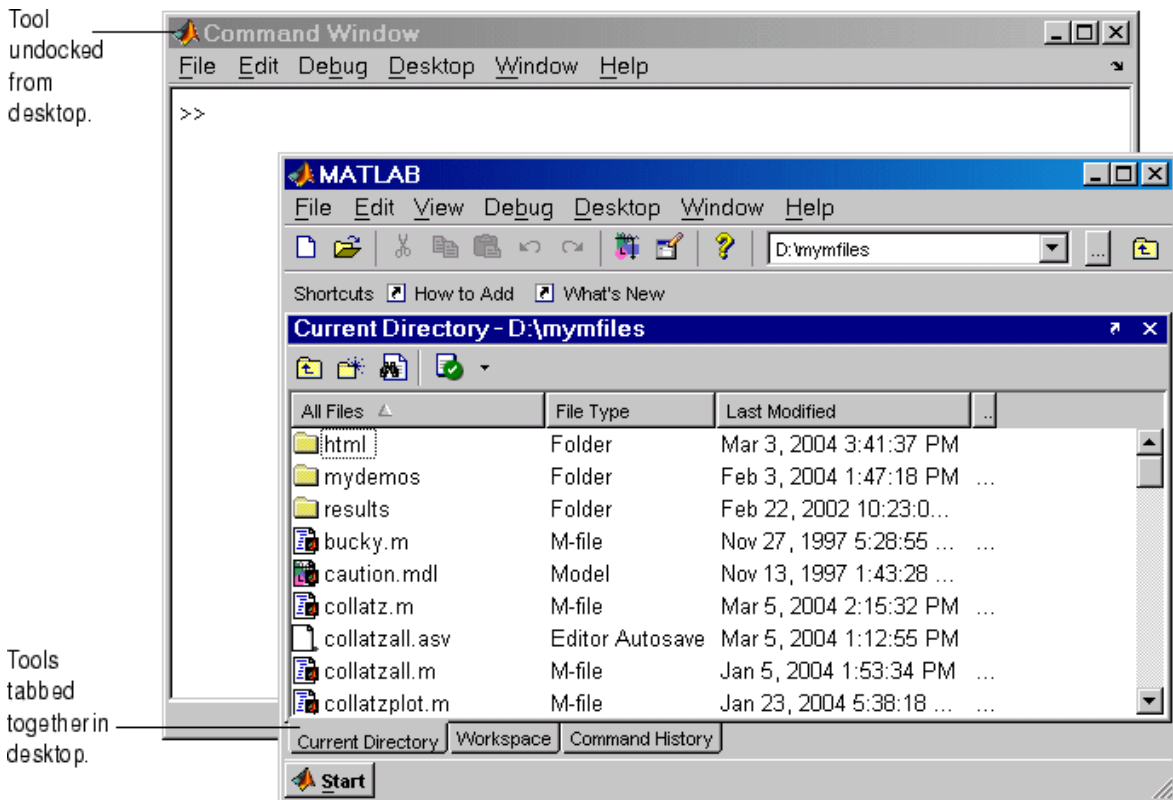 Tool
undocked
from
desktop.
Command Window
File Edit Debug Desktop Window Help
>>
MATLAB
File Edit View Debug Desktop Window Help
D:\mymfiles
...
Shortcuts How to Add What's New
Current Directory - D:\mymfiles
All Files File Type Last Modified ..
html Folder Mar 3, 2004 3:41:37 PM
mydemos Folder Feb 3, 2004 1:47:18 PM ...
results Folder Feb 22, 2002 10:23:0...
bucky.m M-file Nov 27, 1997 5:28:55 ... ...
caution.mdl Model Nov 13, 1997 1:43:28 ...
collatz.m M-file Mar 5, 2004 2:15:32 PM ...
collatzall.asv Editor Autosave Mar 5, 2004 1:12:55 PM
collatzall.m M-file Jan 5, 2004 1:53:34 PM ...
collatzplot.m M-file Jan 23, 2004 5:38:18 ... ...
Tools
tabbed
together in
desktop.
Current Directory Workspace Command History
Start